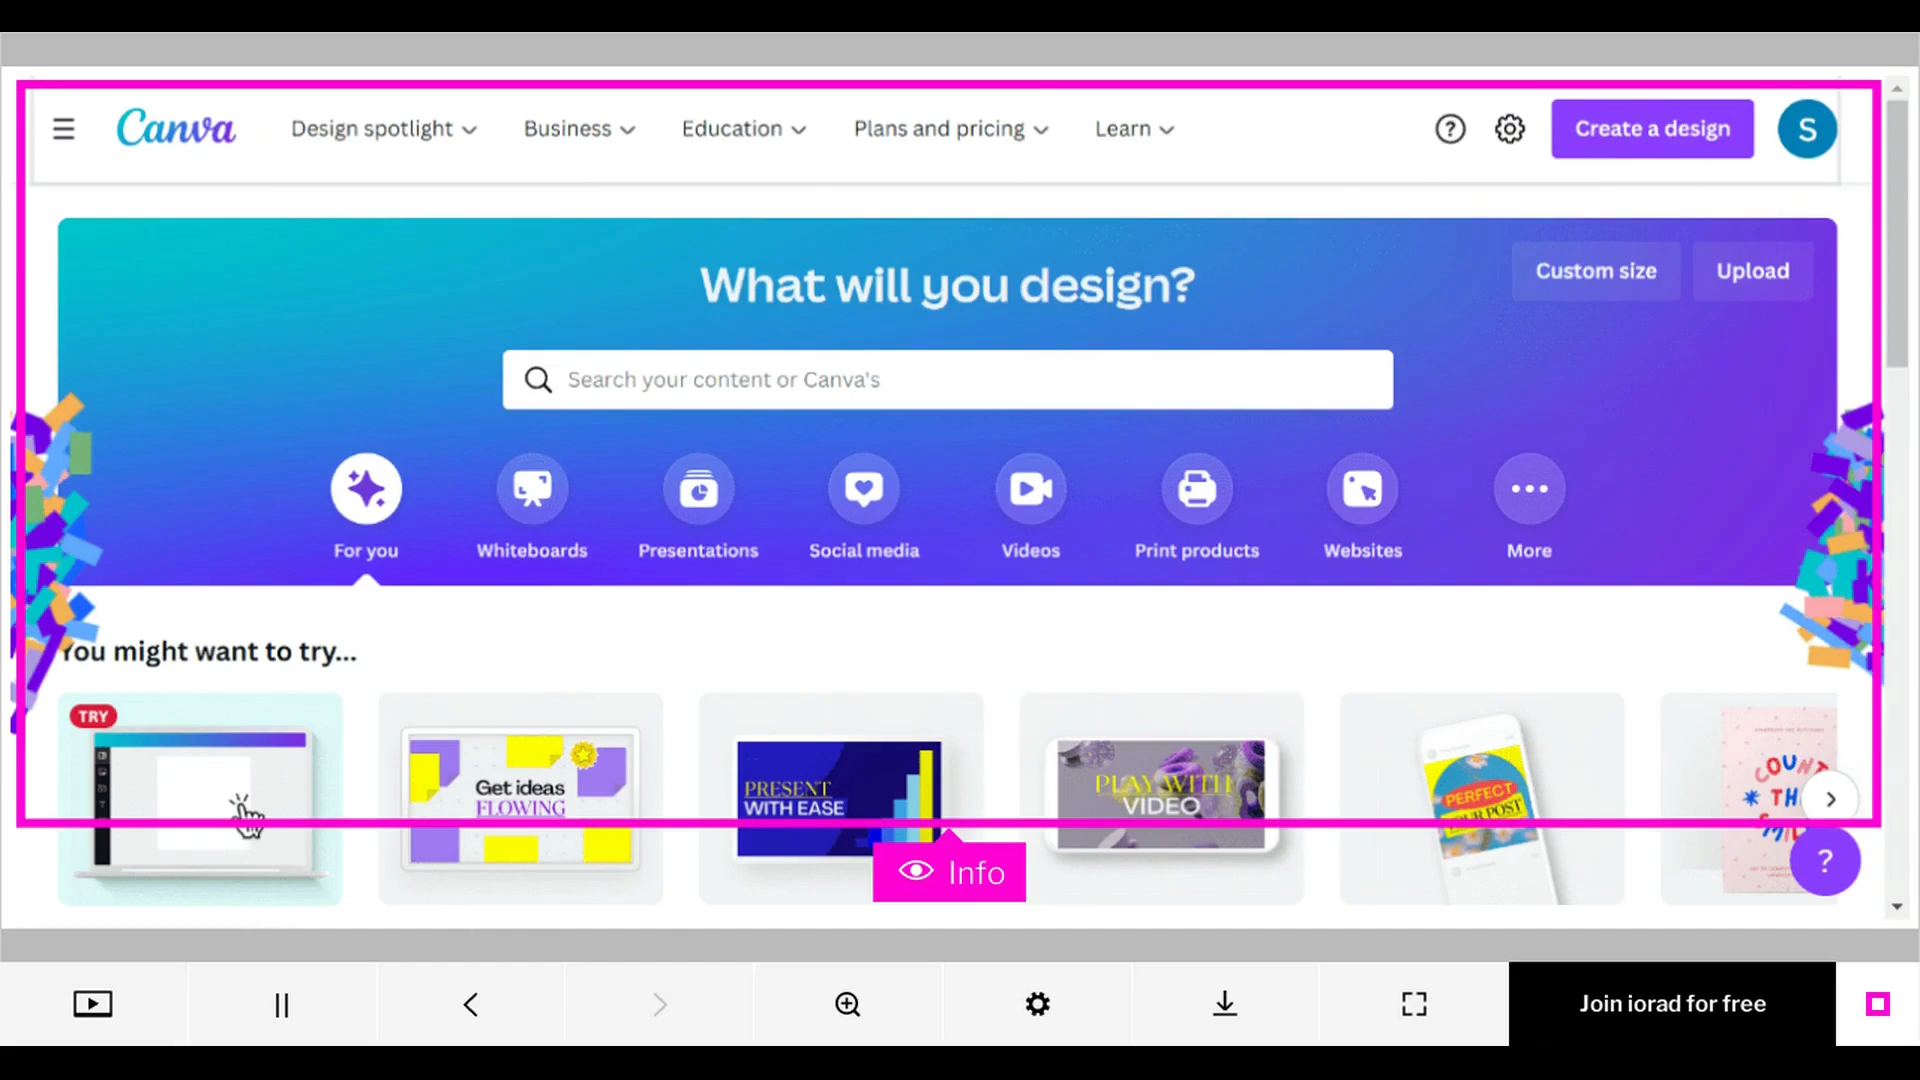 Canva
Design spotlight
Business
Education
Plans and pricing
Learn
Create a design
S
What will you design?
Custom size
Upload
Search your content or Canva's
For you
Whiteboards
Presentations
Social media
Videos
Print products
Websites
More
You might want to try...
TRY
Get ideas
FLOWING
PRESENT
WITH EASE
PLAY WITH
VIDEO
PERFECT
YOUR POST
?
Info
Join iorad for free